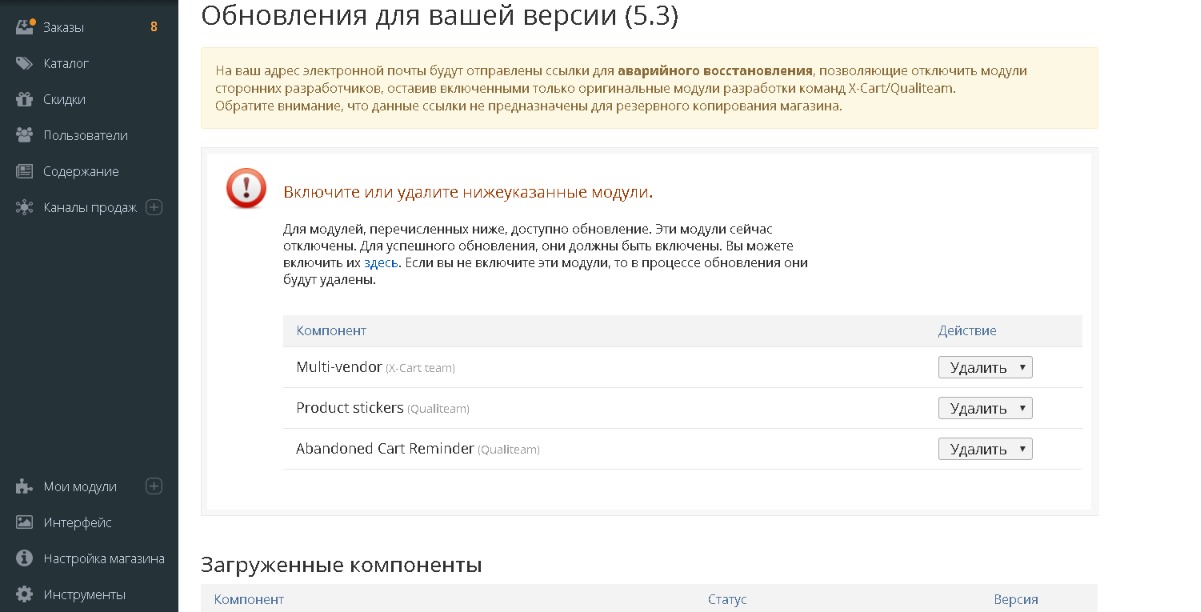 Заказы 8
Каталог
Скидки
Пользователи
Содержание
Каналы продаж
Мои модули
Интерфейс
Настройка магазина
Инструменты
Обновления для вашей версии (5.3)
На ваш адрес электронной почты будут отправлены ссылки для аварийного восстановления, позволяющие отключить модули
сторонних разработчиков, оставив включенными только оригинальные модули разработки команд X-Cart/Qualiteam.
Обратите внимание, что данные ссылки не предназначены для резервного копирования магазина.
Включите или удалите нижеуказанные модули.
Для модулей, перечисленных ниже, доступно обновление. Эти модули сейчас
отключены. Для успешного обновления, они должны быть включены. Вы можете
включить их здесь. Если вы не включите эти модули, то в процессе обновления они
будут удалены.
Компонент Действие
Multi-vendor (X-Cart team) Удалить
Product stickers (Qualiteam) Удалить
Abandoned Cart Reminder (Qualiteam) Удалить
Загруженные компоненты
Компонент Статус Версия